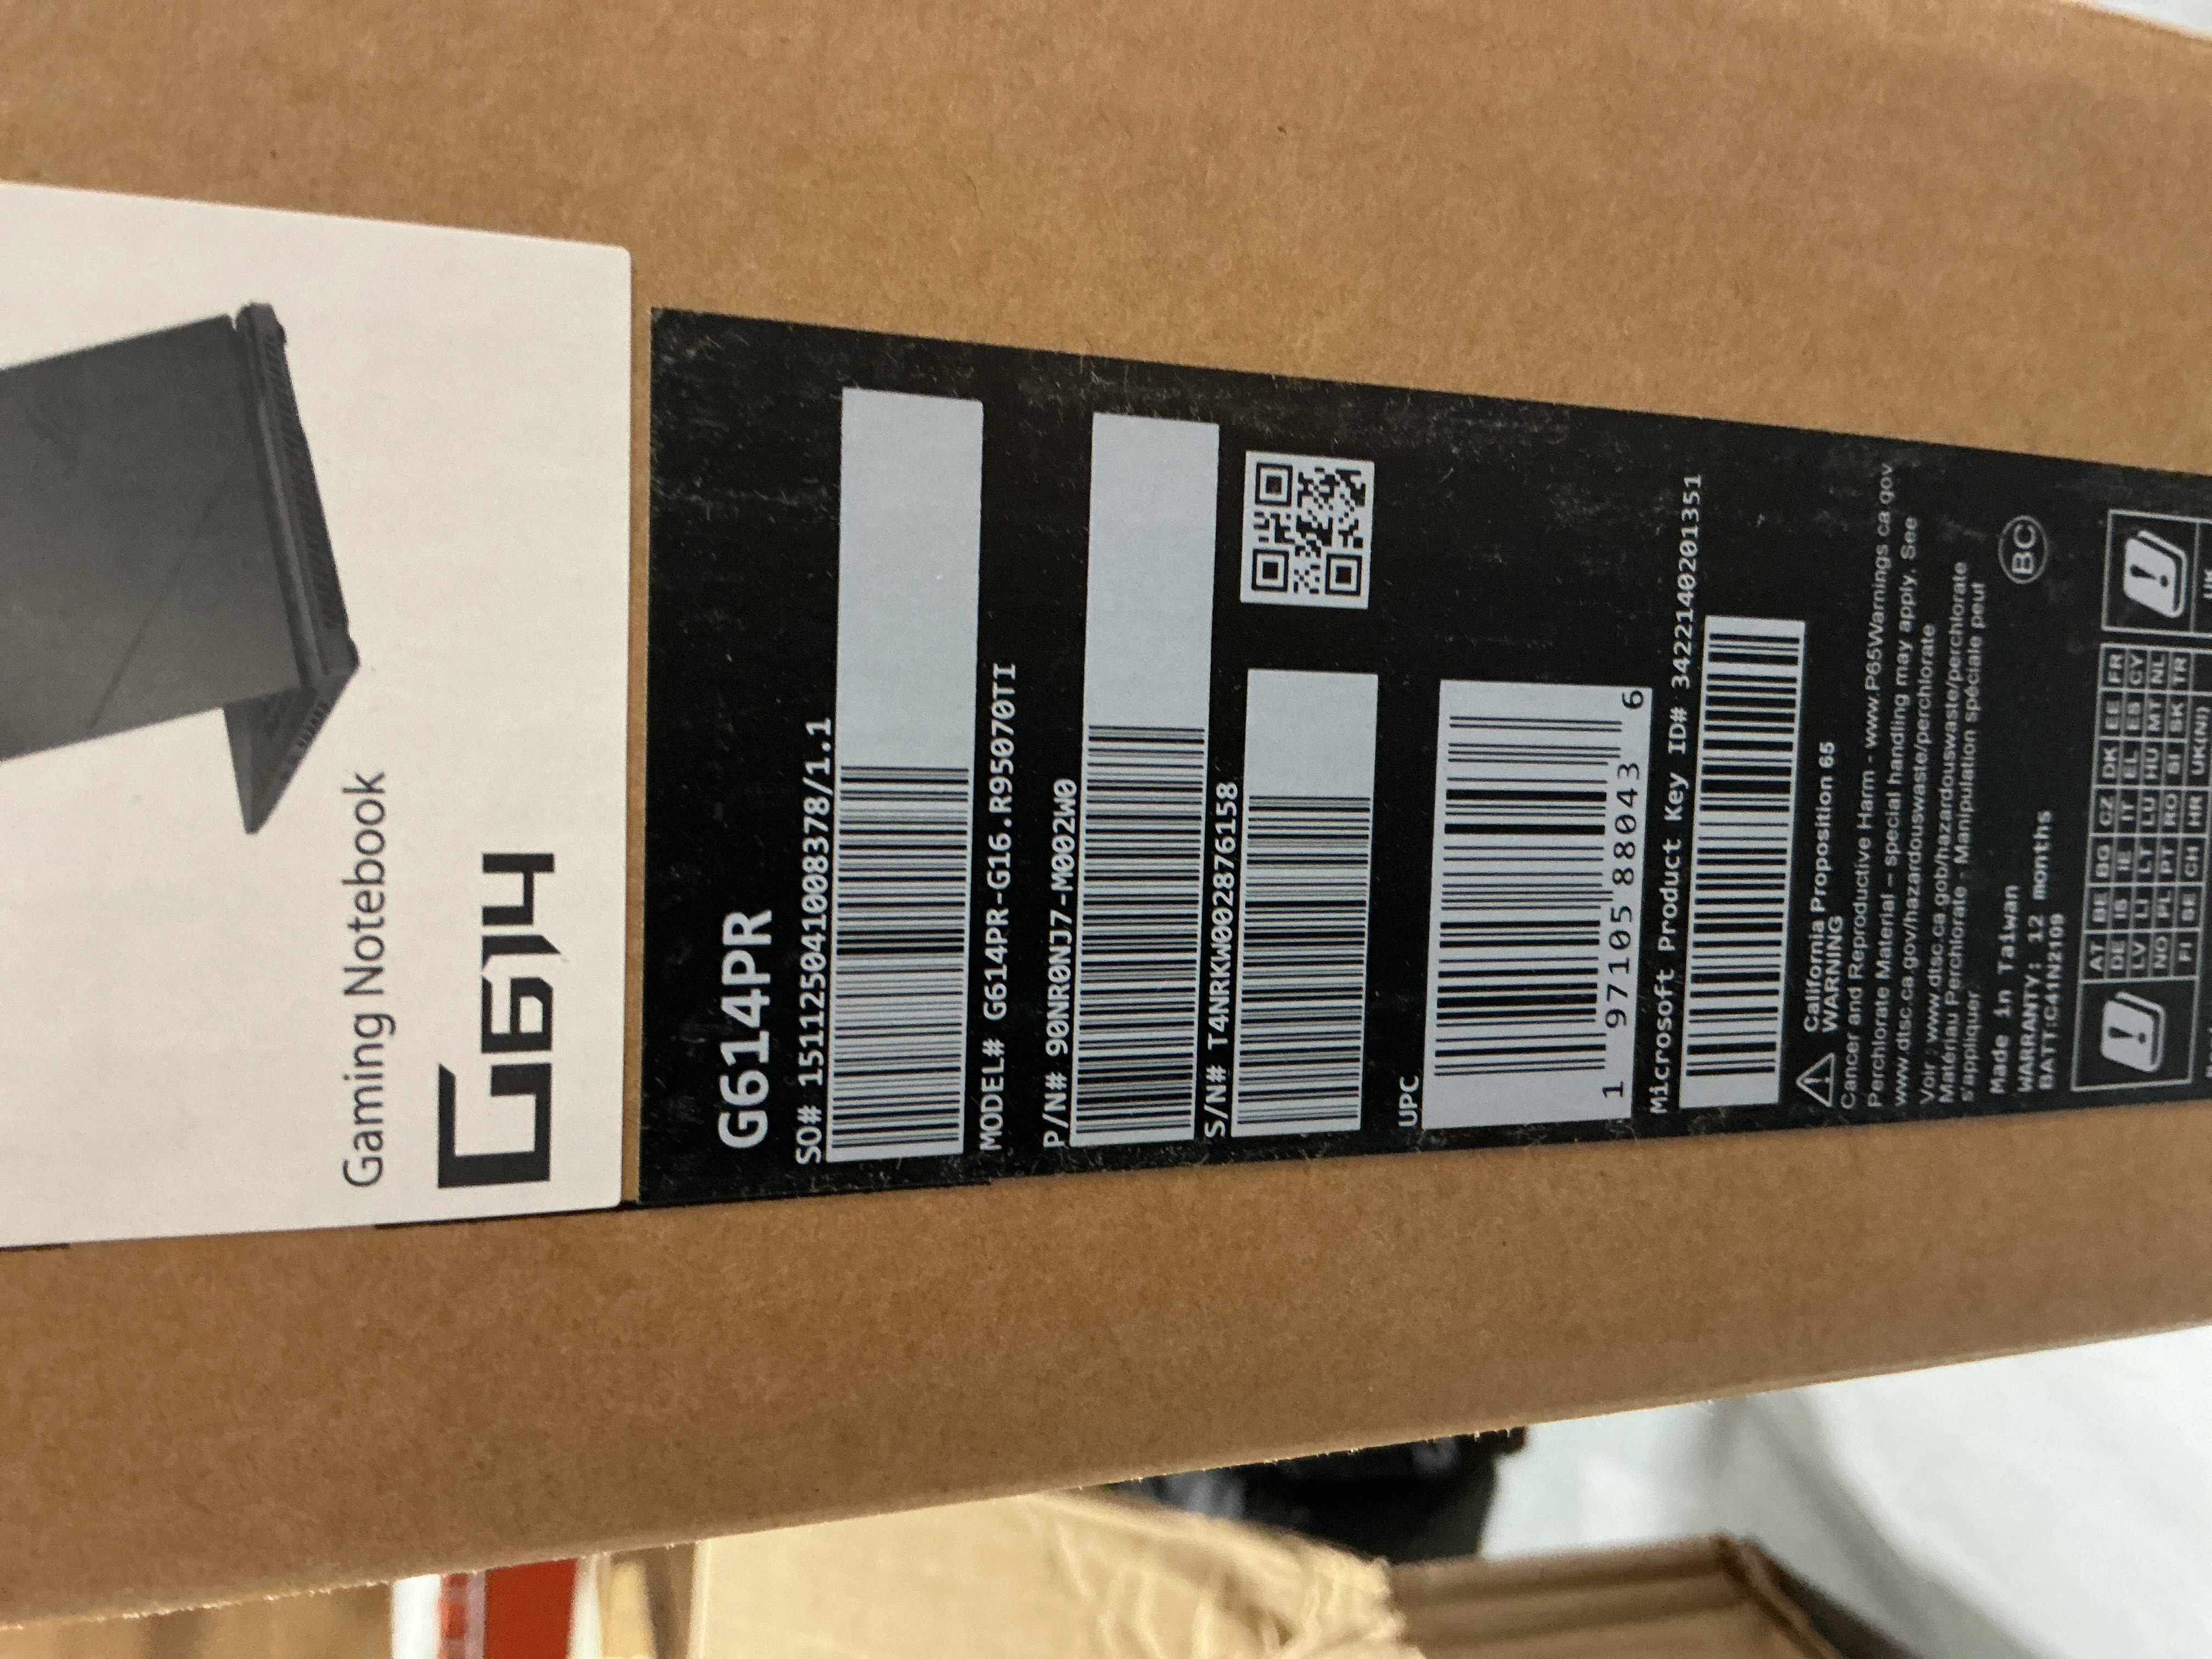 Gaming Notebook
G614
G614PR
SO# 151125041008378/1.1
MODEL# G614PR-G16.R95070TI
P/N# 90NR0NJ7-M002W0
S/N# T4NRKW002876158
UPC
1 97105 88043 6
Microsoft Product Key ID# 3422140201351
California Proposition 65
WARNING
Cancer and Reproductive Harm - www.P65Warnings.ca.gov
Perchlorate Material – special handling may apply. See
www.dtsc.ca.gov/hazardouswaste/perchlorate
Voir : www.dtsc.ca.gob/hazardouswaste/perchlorate
Matériau Perchlorate - Manipulation spéciale peut
s'appliquer.
BC
Made in Taiwan
WARRANTY: 12 months
BATT:C41N2109
AT BE BG CZ DK EE FR
DE IS IE IT EL ES CY
LV LI LT LU HU MT NL
NO PL PT RO SI SK TR
FI SE CH HR UK(NI)
UK